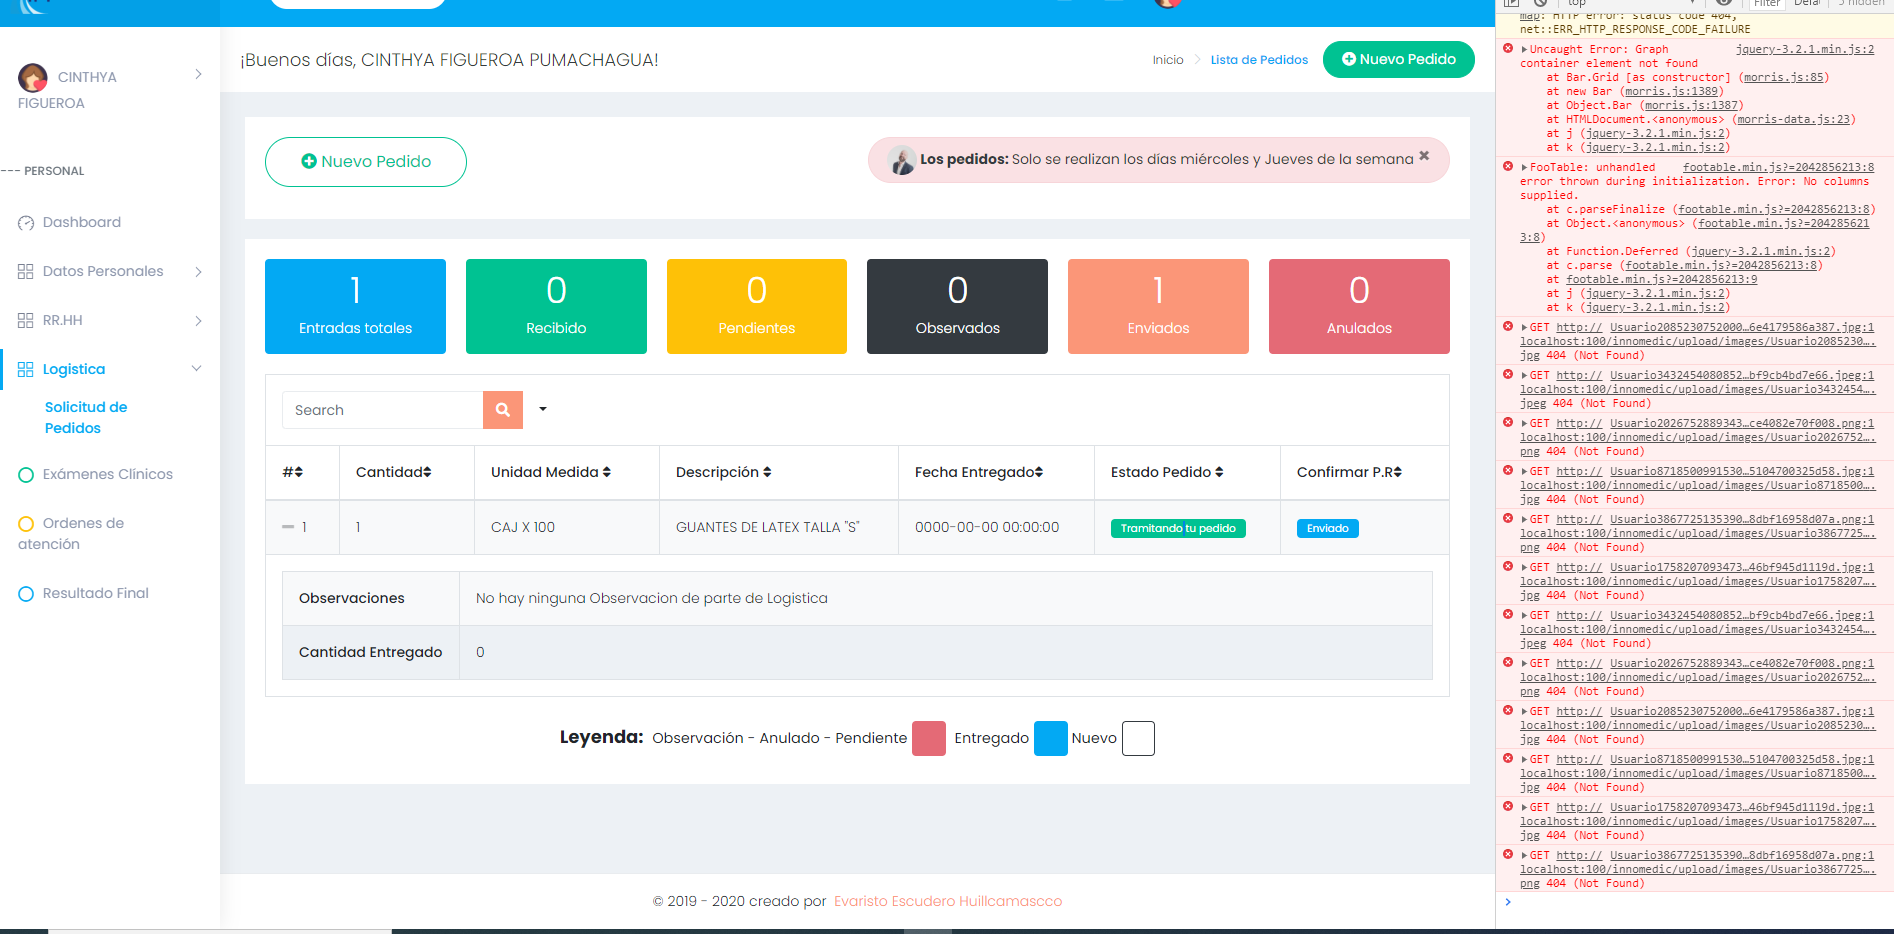 ¡Buenos días, CINTHYA FIGUEROA PUMACHAGUA!
Inicio
Lista de Pedidos
Nuevo Pedido
CINTHYA
FIGUEROA
--- PERSONAL
Dashboard
Datos Personales
RR.HH
Logistica
Solicitud de
Pedidos
Exámenes Clínicos
Ordenes de
atención
Resultado Final
Nuevo Pedido
Los pedidos: Solo se realizan los días miércoles y Jueves de la semana
1
Entradas totales
0
Recibido
0
Pendientes
0
Observados
1
Enviados
0
Anulados
Search
# Cantidad Unidad Medida Descripción Fecha Entregado Estado Pedido Confirmar P.R
1 1 CAJ X 100 GUANTES DE LATEX TALLA "S" 0000-00-00 00:00:00 Tramitando tu pedido Enviado
Observaciones No hay ninguna Observacion de parte de Logistica
Cantidad Entregado 0
Leyenda: Observación - Anulado - Pendiente Entregado Nuevo
© 2019 - 2020 creado por Evaristo Escudero Huillcamascco
top Filter 5 hidden
map: HTTP error: status code 404,
net::ERR_HTTP_RESPONSE_CODE_FAILURE
Uncaught Error: Graph jquery-3.2.1.min.js:2
container element not found
at Bar.Grid [as constructor] (morris.js:85)
at new Bar (morris.js:1389)
at Object.Bar (morris.js:1387)
at HTMLDocument.<anonymous> (morris-data.js:23)
at j (jquery-3.2.1.min.js:2)
at k (jquery-3.2.1.min.js:2)
FooTable: unhandled footable.min.js?=2042856213:8
error thrown during initialization. Error: No columns
supplied.
at c.parseFinalize (footable.min.js?=2042856213:8)
at Object.<anonymous> (footable.min.js?=204285621
3:8)
at Function.Deferred (jquery-3.2.1.min.js:2)
at c.parse (footable.min.js?=2042856213:8)
at footable.min.js?=2042856213:9
at j (jquery-3.2.1.min.js:2)
at k (jquery-3.2.1.min.js:2)
GET http:// Usuario2085230752000…6e4179586a387.jpg:1
localhost:100/innomedic/upload/images/Usuario2085230….
jpg 404 (Not Found)
GET http:// Usuario3432454080852…bf9cb4bd7e66.jpeg:1
localhost:100/innomedic/upload/images/Usuario3432454….
jpeg 404 (Not Found)
GET http:// Usuario2026752889343…ce4082e70f008.png:1
localhost:100/innomedic/upload/images/Usuario2026752….
png 404 (Not Found)
GET http:// Usuario8718500991530…5104700325d58.jpg:1
localhost:100/innomedic/upload/images/Usuario8718500….
jpg 404 (Not Found)
GET http:// Usuario3867725135390…8dbf16958d07a.png:1
localhost:100/innomedic/upload/images/Usuario3867725….
png 404 (Not Found)
GET http:// Usuario1758207093473…46bf945d1119d.jpg:1
localhost:100/innomedic/upload/images/Usuario1758207….
jpg 404 (Not Found)
GET http:// Usuario3432454080852…bf9cb4bd7e66.jpeg:1
localhost:100/innomedic/upload/images/Usuario3432454….
jpeg 404 (Not Found)
GET http:// Usuario2026752889343…ce4082e70f008.png:1
localhost:100/innomedic/upload/images/Usuario2026752….
png 404 (Not Found)
GET http:// Usuario2085230752000…6e4179586a387.jpg:1
localhost:100/innomedic/upload/images/Usuario2085230….
jpg 404 (Not Found)
GET http:// Usuario8718500991530…5104700325d58.jpg:1
localhost:100/innomedic/upload/images/Usuario8718500….
jpg 404 (Not Found)
GET http:// Usuario1758207093473…46bf945d1119d.jpg:1
localhost:100/innomedic/upload/images/Usuario1758207….
jpg 404 (Not Found)
GET http:// Usuario3867725135390…8dbf16958d07a.png:1
localhost:100/innomedic/upload/images/Usuario3867725….
png 404 (Not Found)